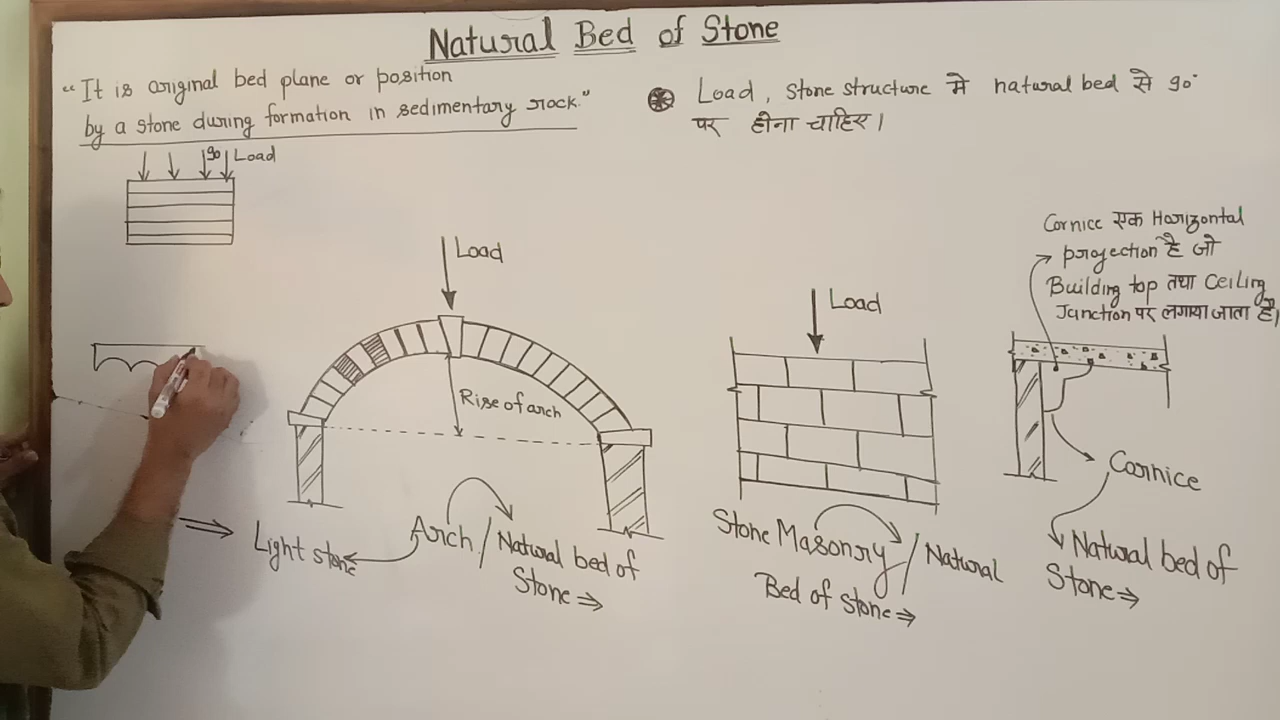 Natural Bed of Stone
"It is original bed plane or position
by a stone during formation in sedimentary rock."
90 Load
⊛ Load, Stone structure मे natural bed से 90°
पर होना चाहिए।
Load
Rise of arch
⇒ Light stone
Arch / Natural bed of
Stone ⇒
Load
Stone Masonry / Natural
Bed of stone ⇒
Cornice एक Horizontal
projection है जो
Building top तथा Ceiling
Junction पर लगाया जाता है।
Cornice
Natural bed of
Stone ⇒